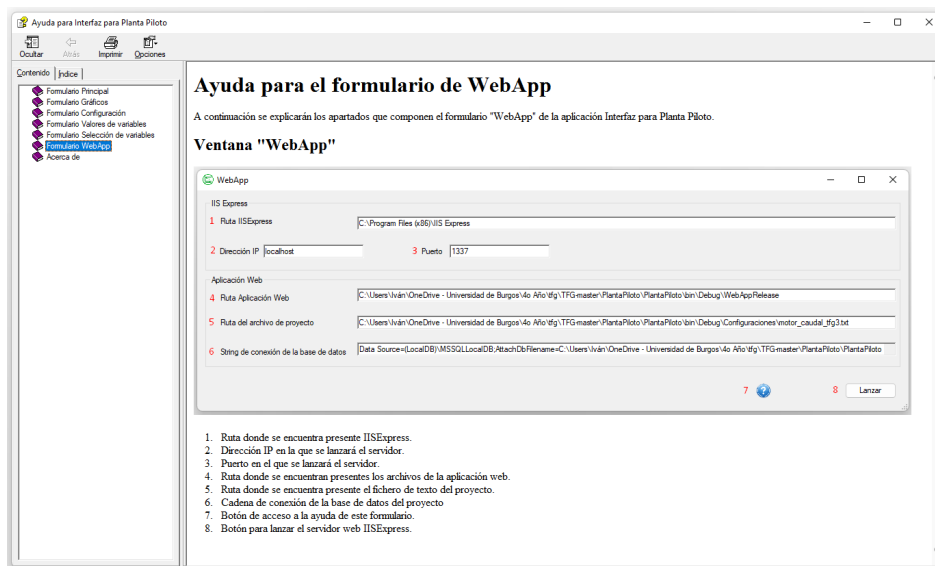 Ayuda para Interfaz para Planta Piloto
Ocultar Atrás Imprimir Opciones
Contenido Índice
Formulario Principal
Formulario Gráficos
Formulario Configuración
Formulario Valores de variables
Formulario Selección de variables
Formulario WebApp
Acerca de
Ayuda para el formulario de WebApp
A continuación se explicarán los apartados que componen el formulario "WebApp" de la aplicación Interfaz para Planta Piloto.
Ventana "WebApp"
WebApp
IIS Express
1 Ruta IISExpress C:\Program Files (x86)\IIS Express
2 Dirección IP localhost 3 Puerto 1337
Aplicación Web
4 Ruta Aplicación Web C:\Users\Iván\OneDrive - Universidad de Burgos\4o Año\tfg\TFG-master\PlantaPiloto\PlantaPiloto\bin\Debug\WebAppRelease
5 Ruta del archivo de proyecto C:\Users\Iván\OneDrive - Universidad de Burgos\4o Año\tfg\TFG-master\PlantaPiloto\PlantaPiloto\bin\Debug\Configuraciones\motor_caudal_tfg3.txt
6 String de conexión de la base de datos Data Source=(LocalDB)\MSSQLLocalDB;AttachDbFilename=C:\Users\Iván\OneDrive - Universidad de Burgos\4o Año\tfg\TFG-master\PlantaPiloto\PlantaPiloto
7 ? 8 Lanzar
1. Ruta donde se encuentra presente IISExpress.
2. Dirección IP en la que se lanzará el servidor.
3. Puerto en el que se lanzará el servidor.
4. Ruta donde se encuentran presentes los archivos de la aplicación web.
5. Ruta donde se encuentra presente el fichero de texto del proyecto.
6. Cadena de conexión de la base de datos del proyecto
7. Botón de acceso a la ayuda de este formulario.
8. Botón para lanzar el servidor web IISExpress.